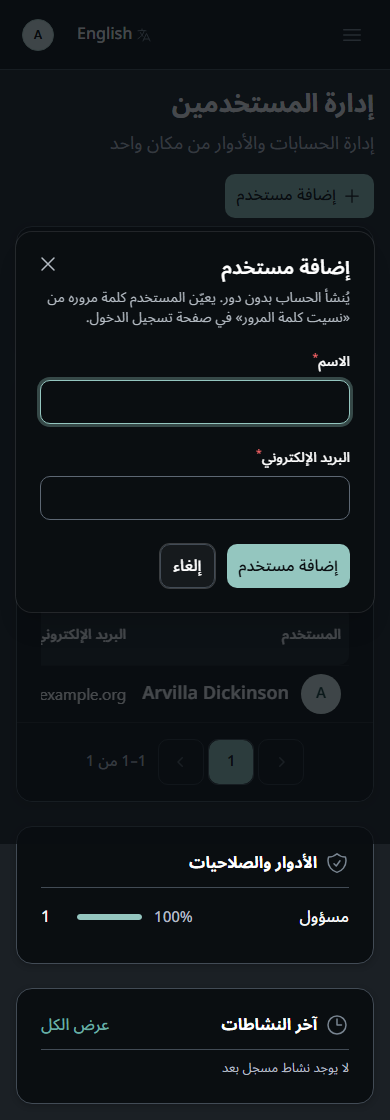 A
English
إدارة المستخدمين
إدارة الحسابات والأدوار من مكان واحد
إضافة مستخدم
إضافة مستخدم
يُنشأ الحساب بدون دور. يعيّن المستخدم كلمة مروره من
«نسيت كلمة المرور» في صفحة تسجيل الدخول.
الاسم*
البريد الإلكتروني*
إضافة مستخدم
إلغاء
المستخدم
البريد الإلكتروني
A
Arvilla Dickinson
example.org
1
1–1 من 1
الأدوار والصلاحيات
مسؤول
100%
1
آخر النشاطات
عرض الكل
لا يوجد نشاط مسجل بعد